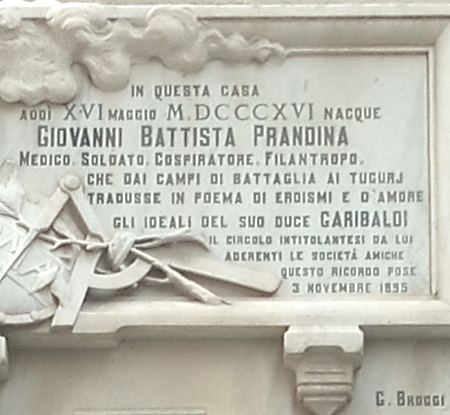 IN QUESTA CASA
ADDÌ XVI MAGGIO M.DCCCXVI NACQUE
GIOVANNI BATTISTA PRANDINA
MEDICO. SOLDATO. COSPIRATORE. FILANTROPO.
CHE DAI CAMPI DI BATTAGLIA AI TUGURJ
TRADUSSE IN POEMA DI EROISMI E D'AMORE
GLI IDEALI DEL SUO DUCE GARIBALDI
IL CIRCOLO INTITOLANTESI DA LUI
ADERENTI LE SOCIETÀ AMICHE
QUESTO RICORDO POSE
3 NOVEMBRE 1895
G. BROGGI